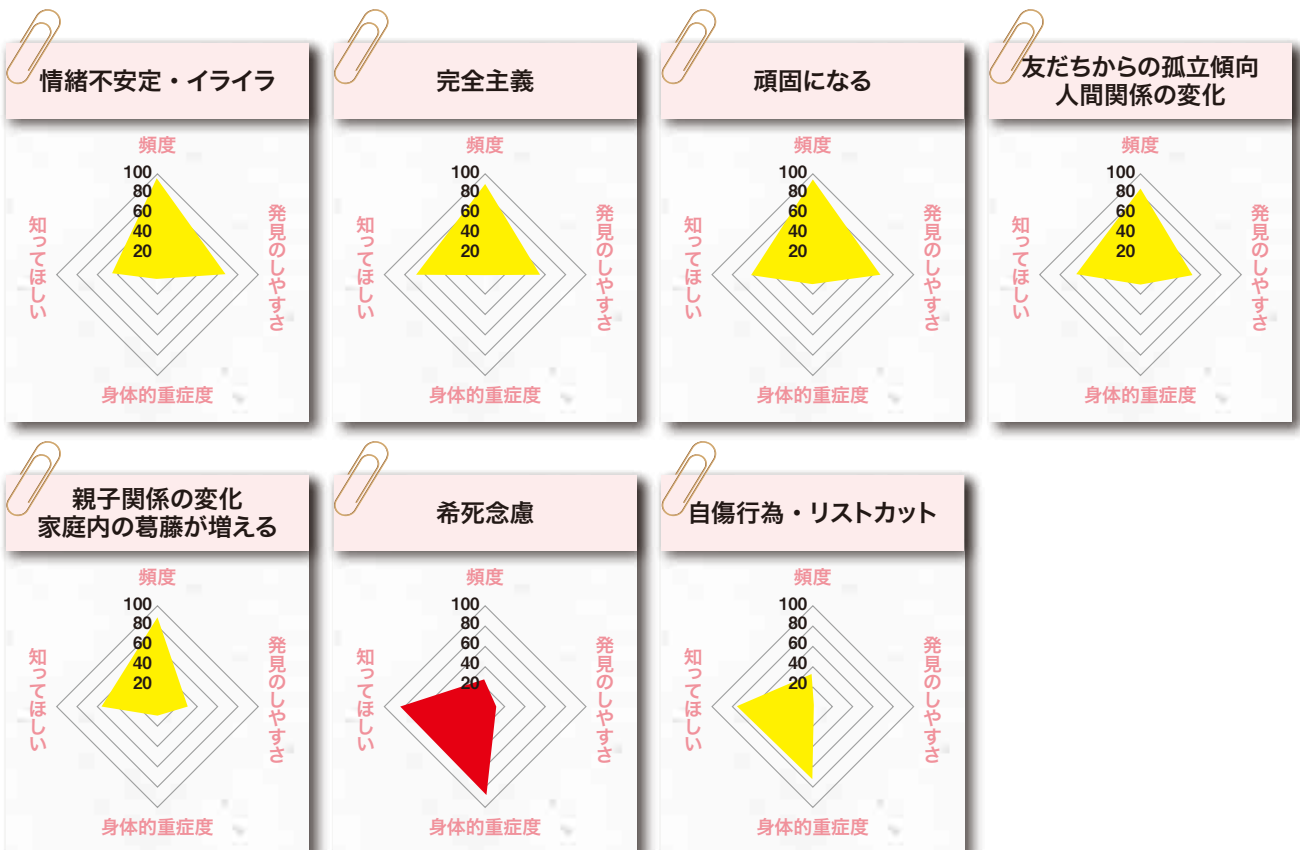 情緒不安定・イライラ
頻度
100
80
60
40
20
知ってほしい
発見のしやすさ
身体的重症度
完全主義
頻度
100
80
60
40
20
知ってほしい
発見のしやすさ
身体的重症度
頑固になる
頻度
100
80
60
40
20
知ってほしい
発見のしやすさ
身体的重症度
友だちからの孤立傾向
人間関係の変化
頻度
100
80
60
40
20
知ってほしい
発見のしやすさ
身体的重症度
親子関係の変化
家庭内の葛藤が増える
頻度
100
80
60
40
20
知ってほしい
発見のしやすさ
身体的重症度
希死念慮
頻度
100
80
60
40
20
知ってほしい
発見のしやすさ
身体的重症度
自傷行為・リストカット
頻度
100
80
60
40
20
知ってほしい
発見のしやすさ
身体的重症度